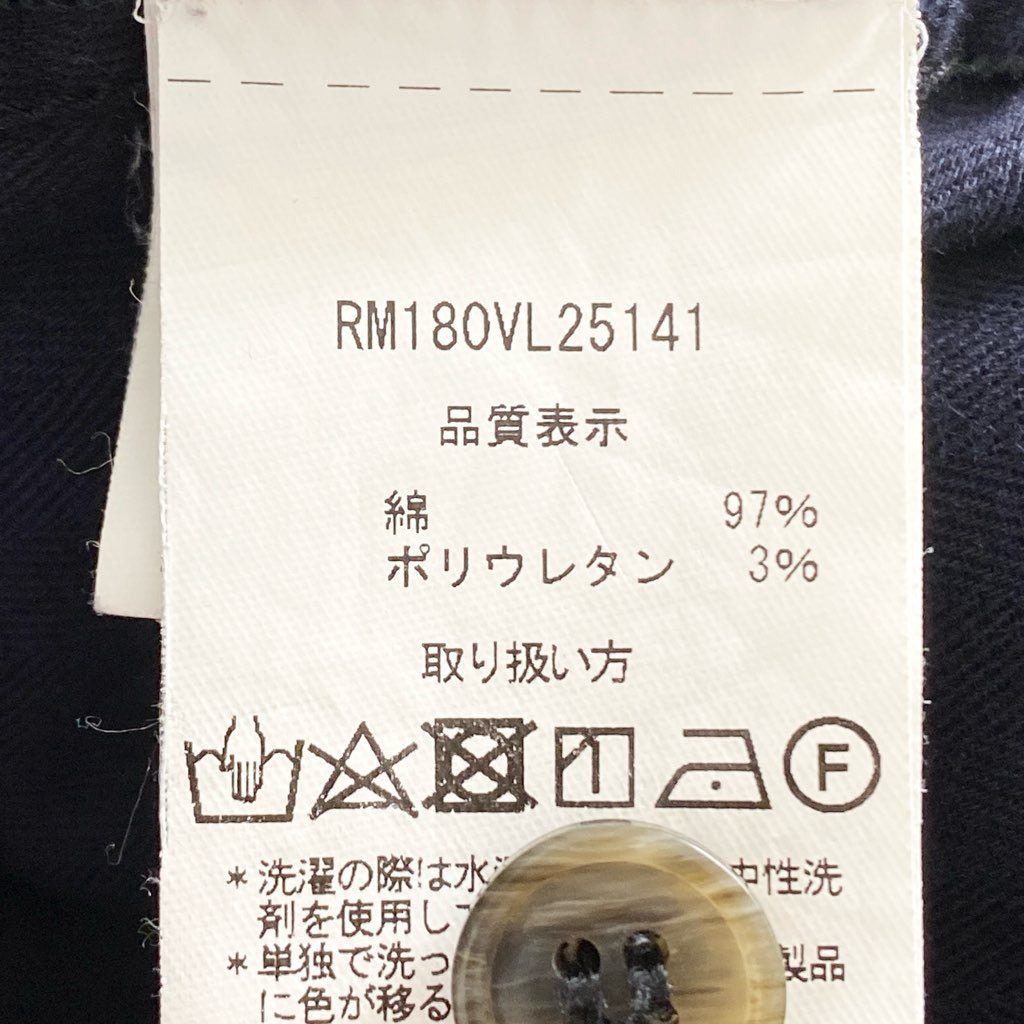 RM180VL25141
品質表示
綿 97%
ポリウレタン 3%
取り扱い方
F
*洗濯の際は水 中性洗
剤を使用し
*単独で洗っ 製品
に色が移る